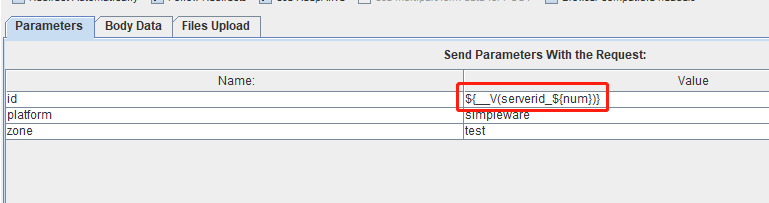 Parameters Body Data Files Upload
Send Parameters With the Request:
Name: Value
id ${__V(serverid_${num})}
platform simpleware
zone test